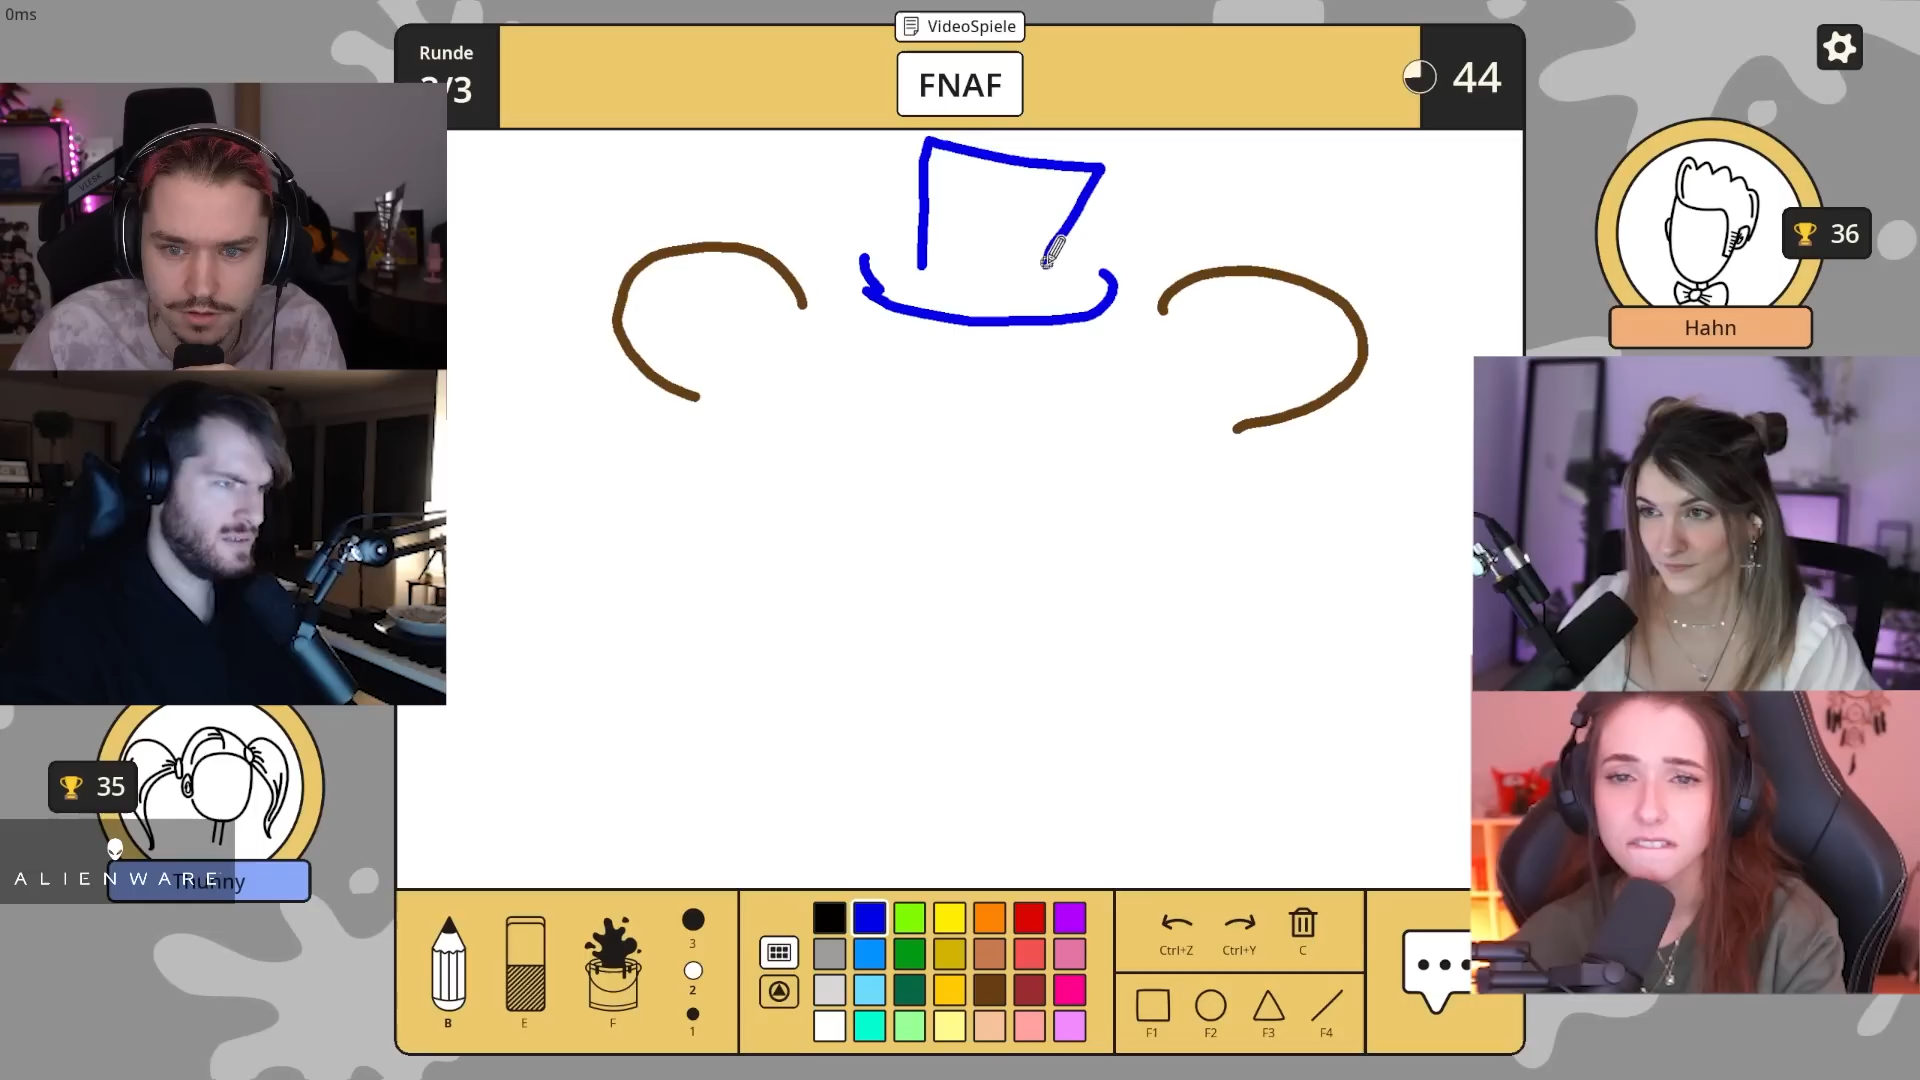 0ms
VideoSpiele
Runde
/3
FNAF
44
VLESK
36
Hahn
35
ALIENWARE
B
E
F
3
2
1
Ctrl+Z
Ctrl+Y
C
F1
F2
F3
F4